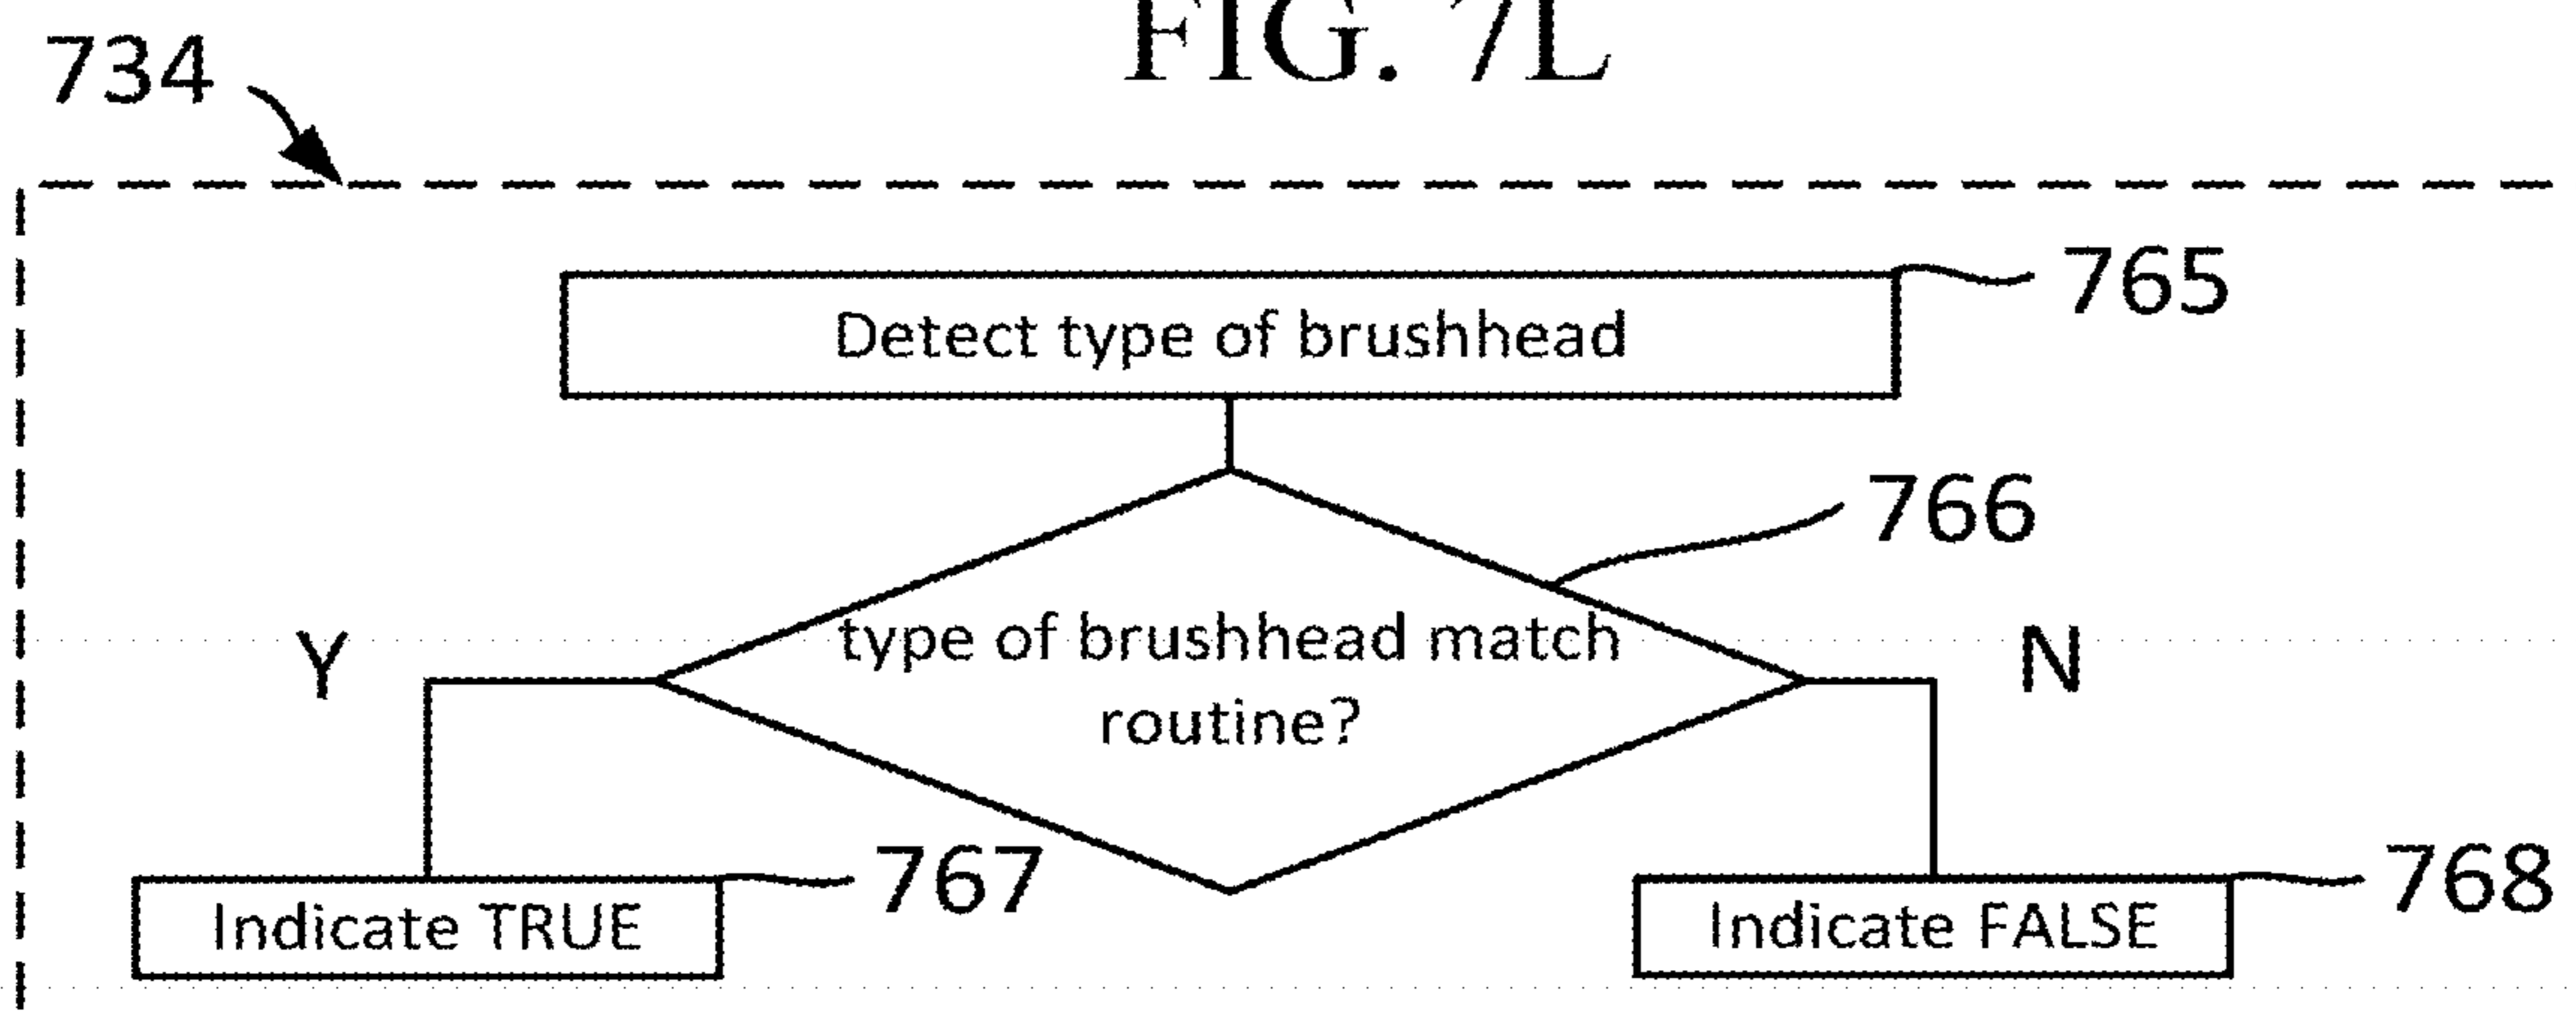 FIG. 7L
734
765
Detect type of brushhead
766
Y
type of brushhead match
N
routine?
767
768
Indicate TRUE
Indicate FALSE